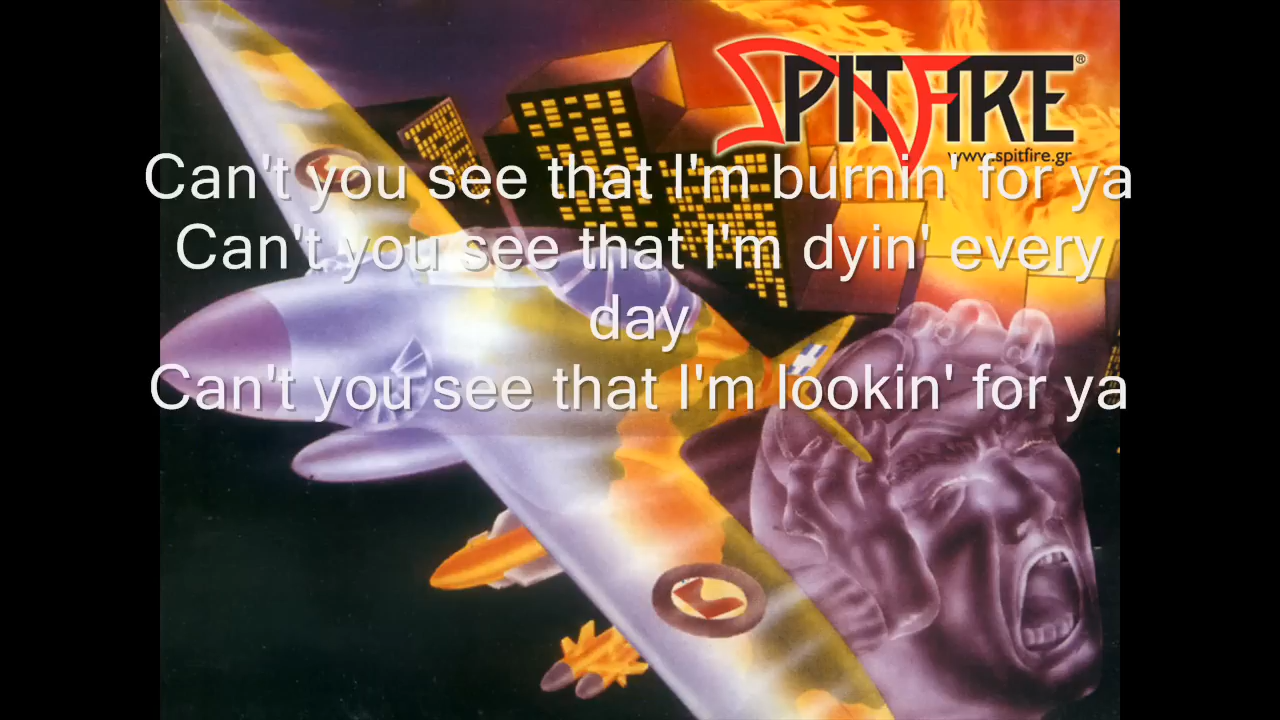 SPITFIRE®
www.spitfire.gr
Can't you see that I'm burnin' for ya
Can't you see that I'm dyin' every
day
Can't you see that I'm lookin' for ya